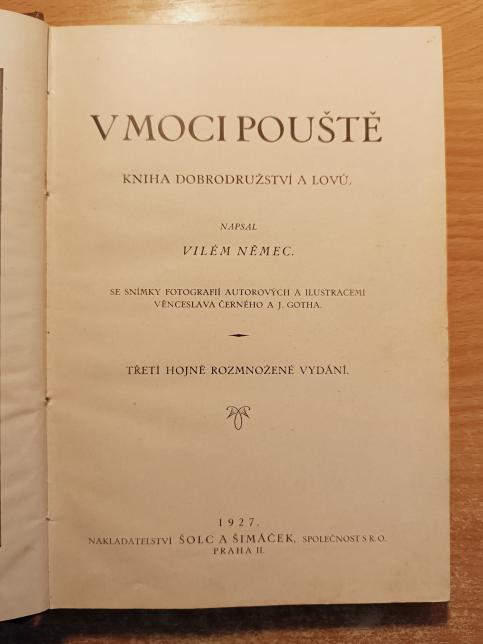 V MOCI POUŠTĚ
KNIHA DOBRODRUŽSTVÍ A LOVŮ.
NAPSAL
VILÉM NĚMEC.
SE SNÍMKY FOTOGRAFIÍ AUTOROVÝCH A ILUSTRACEMI
VĚNCESLAVA ČERNÉHO A J. GOTHA.
TŘETÍ HOJNĚ ROZMNOŽENÉ VYDÁNÍ.
1927.
NAKLADATELSTVÍ ŠOLC A ŠIMÁČEK, SPOLEČNOST S R. O.
PRAHA II.